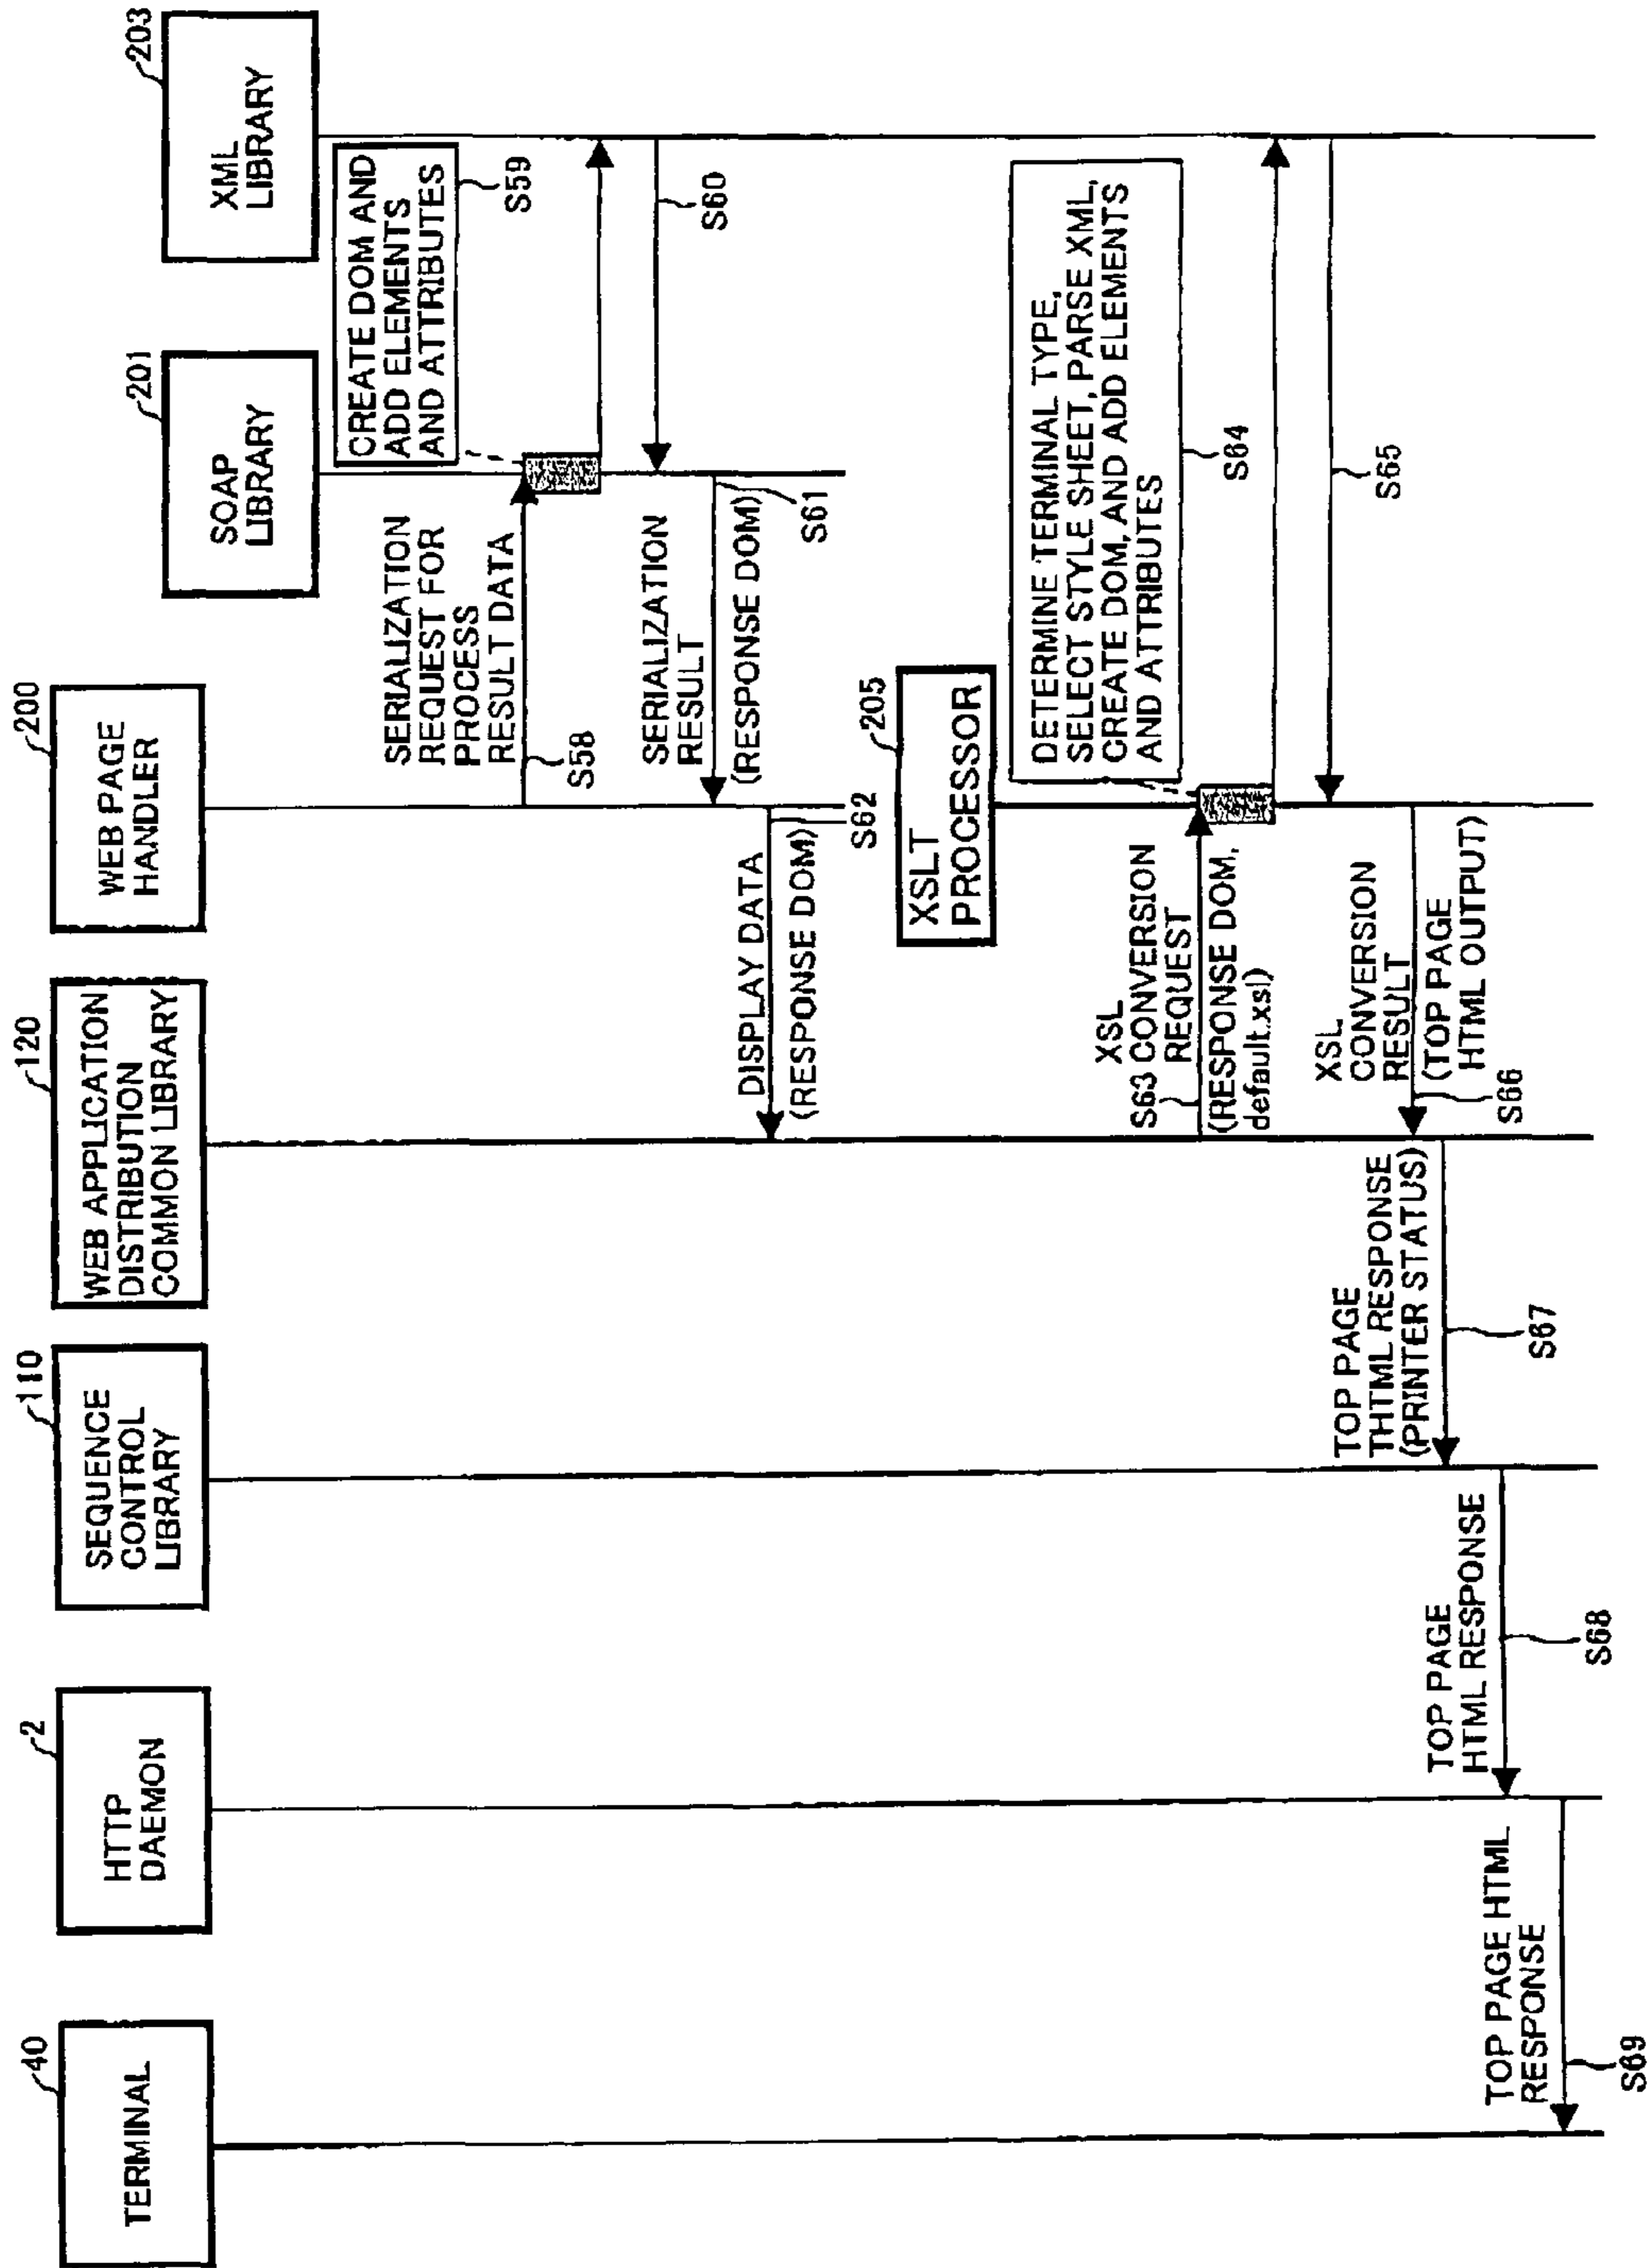 40
TERMINAL
2
HTTP
DAEMON
110
SEQUENCE
CONTROL
LIBRARY
120
WEB APPLICATION
DISTRIBUTION
COMMON LIBRARY
200
WEB PAGE
HANDLER
201
SOAP
LIBRARY
203
XML
LIBRARY
CREATE DOM AND
ADD ELEMENTS
AND ATTRIBUTES
S59
SERIALIZATION
REQUEST FOR
PROCESS
RESULT DATA
S58
S60
SERIALIZATION
RESULT
(RESPONSE DOM)
S61
DISPLAY DATA
(RESPONSE DOM)
S62
205
XSLT
PROCESSOR
DETERMINE TERMINAL TYPE,
SELECT STYLE SHEET, PARSE XML,
CREATE DOM, AND ADD ELEMENTS
AND ATTRIBUTES
S64
XSL
S63 CONVERSION
REQUEST
(RESPONSE DOM,
default.xsl)
S65
XSL
CONVERSION
RESULT
(TOP PAGE
HTML OUTPUT)
S66
TOP PAGE
THTML RESPONSE
(PRINTER STATUS)
S67
TOP PAGE
HTML RESPONSE
S68
TOP PAGE HTML
RESPONSE
S69